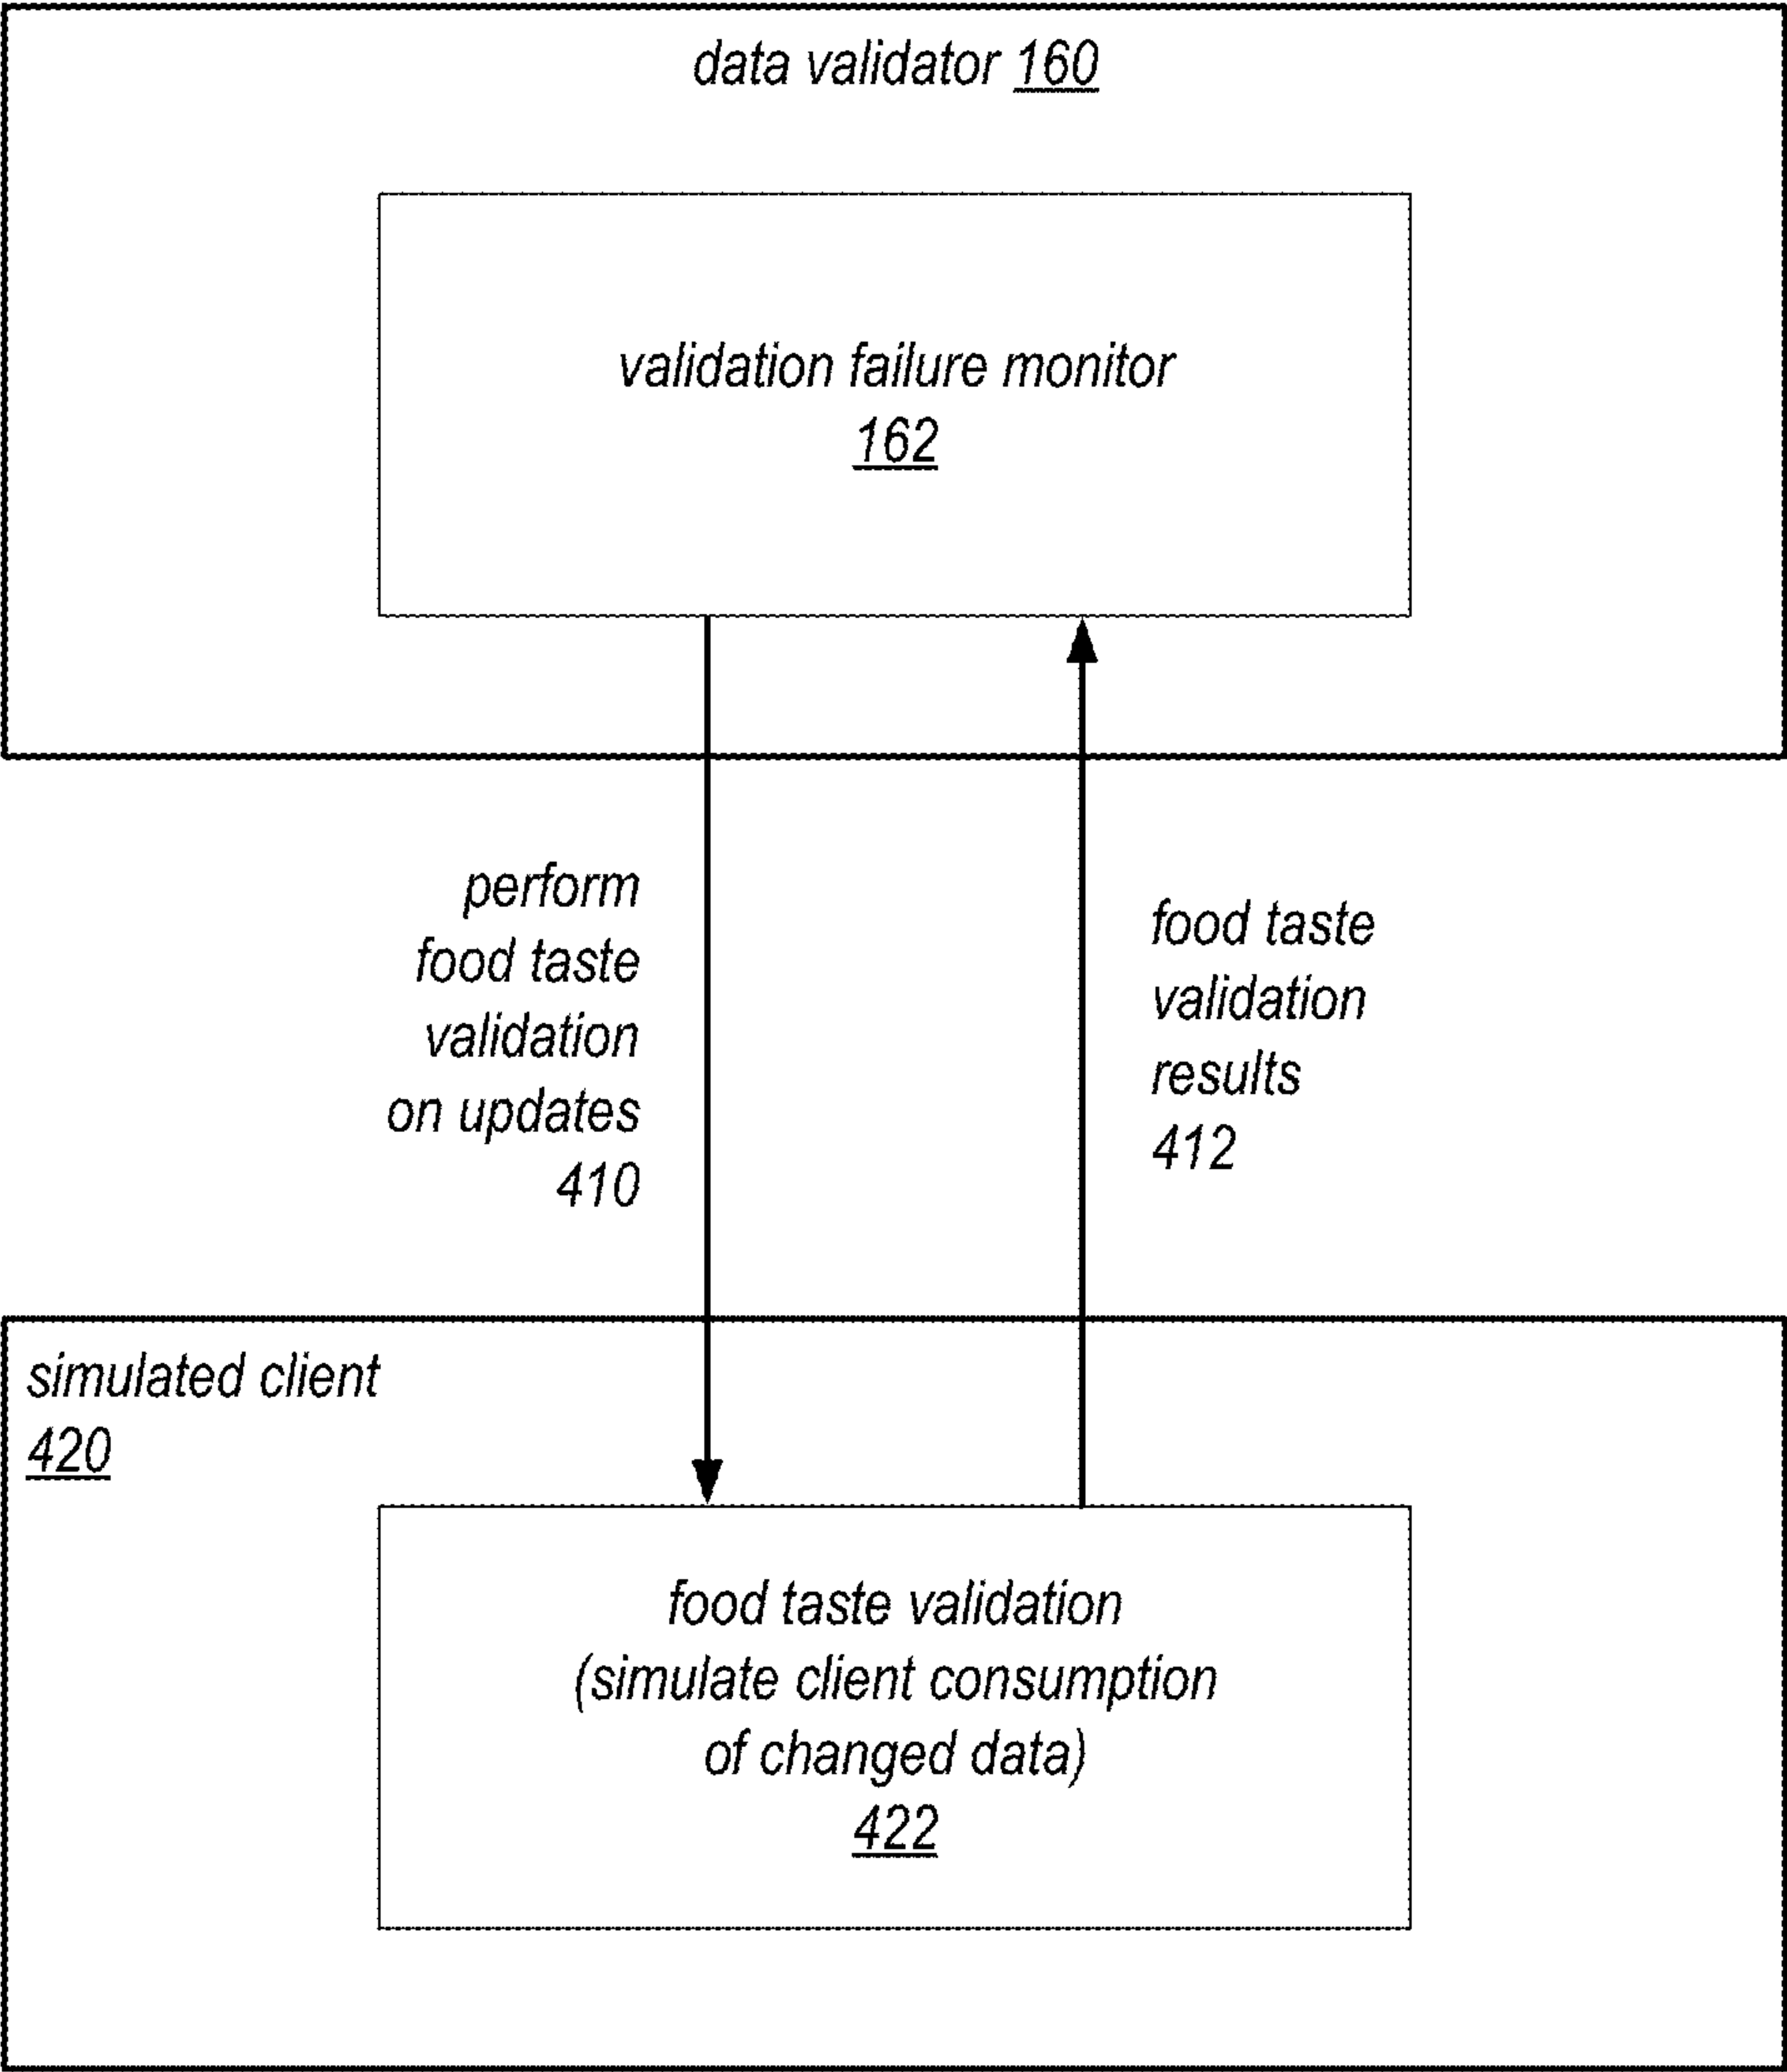 data validator 160
validation failure monitor
162
perform
food taste
validation
on updates
410
food taste
validation
results
412
simulated client
420
food taste validation
(simulate client consumption
of changed data)
422